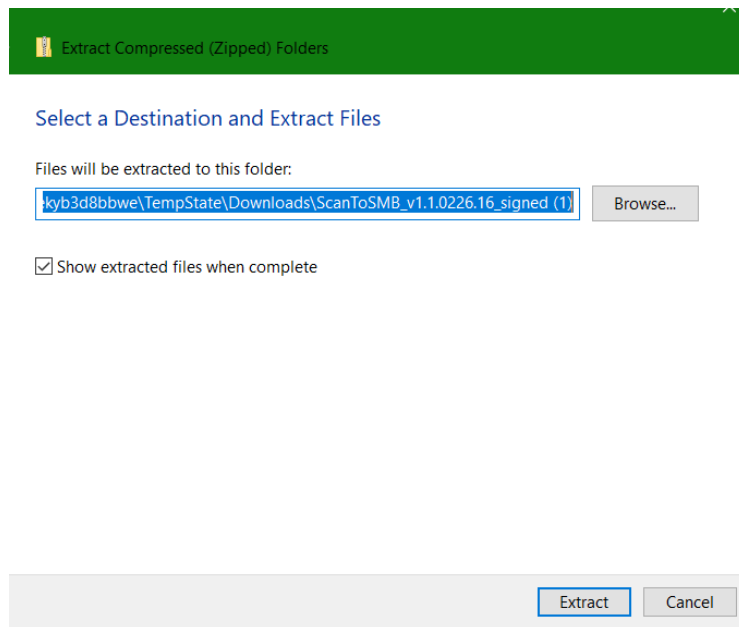 Extract Compressed (Zipped) Folders
Select a Destination and Extract Files
Files will be extracted to this folder:
ekyb3d8bbwe\TempState\Downloads\ScanToSMB_v1.1.0226.16_signed (1)
Browse...
Show extracted files when complete
Extract
Cancel